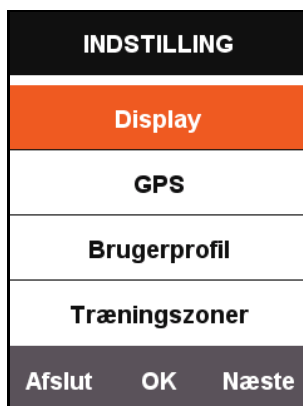 INDSTILLING
Display
GPS
Brugerprofil
Træningszoner
Afslut OK Næste